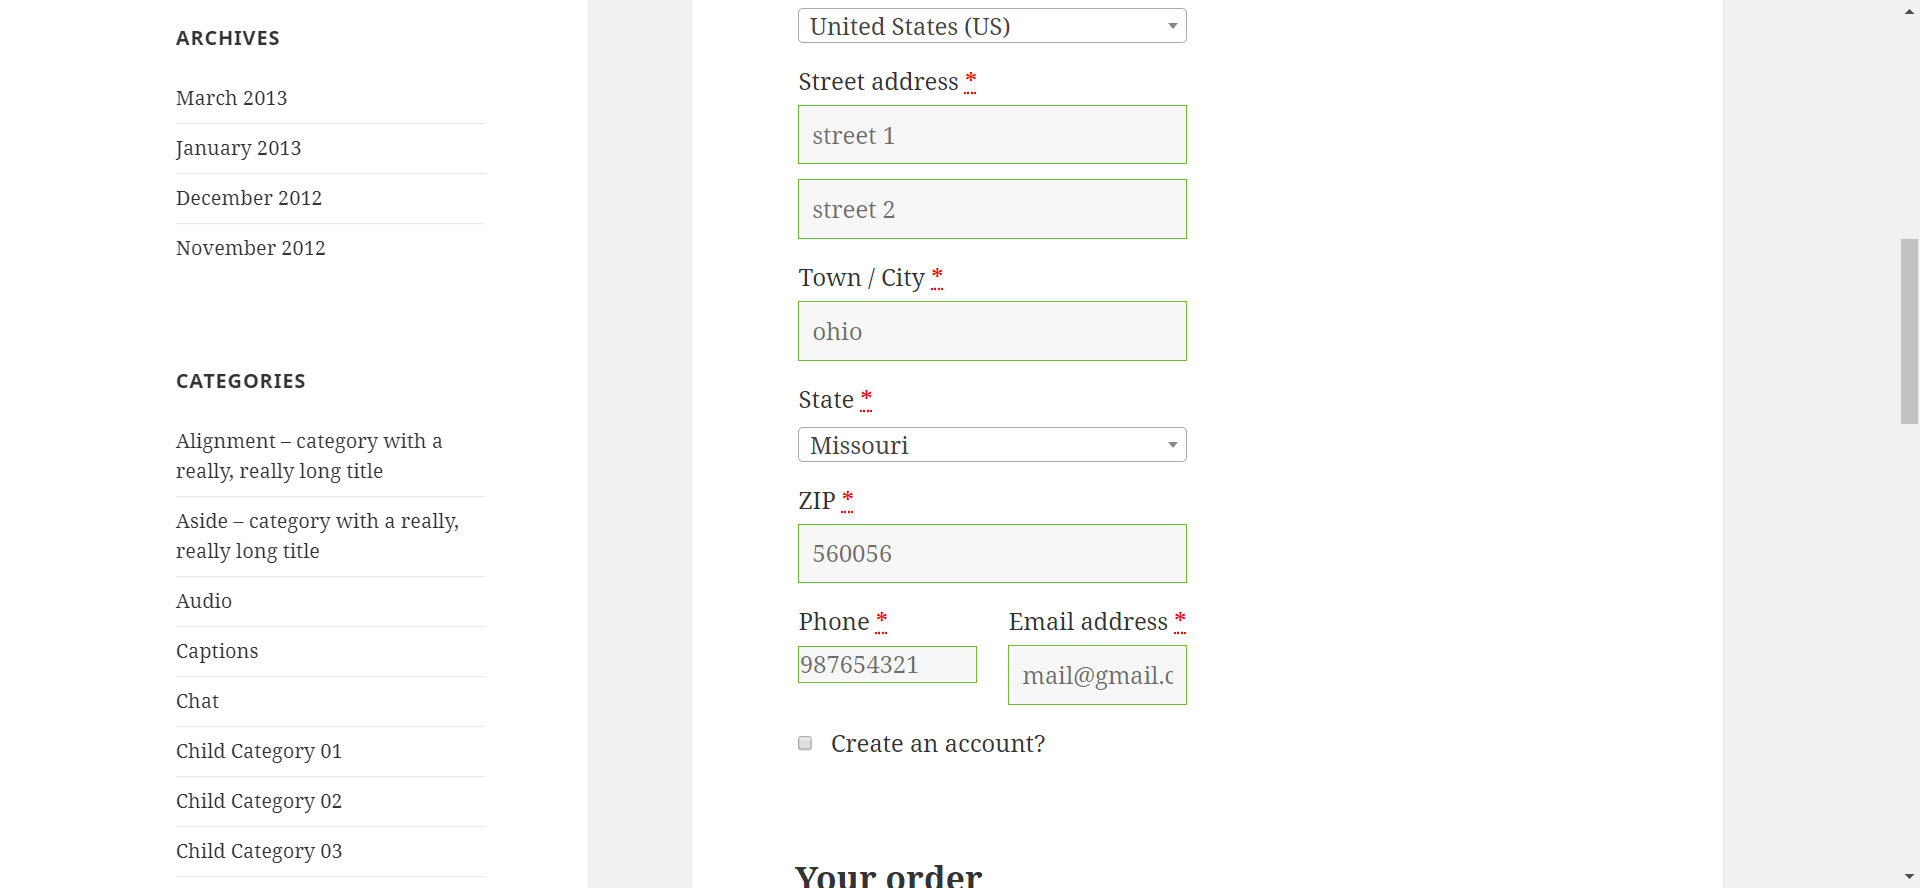 ARCHIVES
March 2013
January 2013
December 2012
November 2012
CATEGORIES
Alignment – category with a
really, really long title
Aside – category with a really,
really long title
Audio
Captions
Chat
Child Category 01
Child Category 02
Child Category 03
United States (US)
Street address *
street 1
street 2
Town / City *
ohio
State *
Missouri
ZIP *
560056
Phone *
987654321
Email address *
mail@gmail.c
Create an account?
Your order